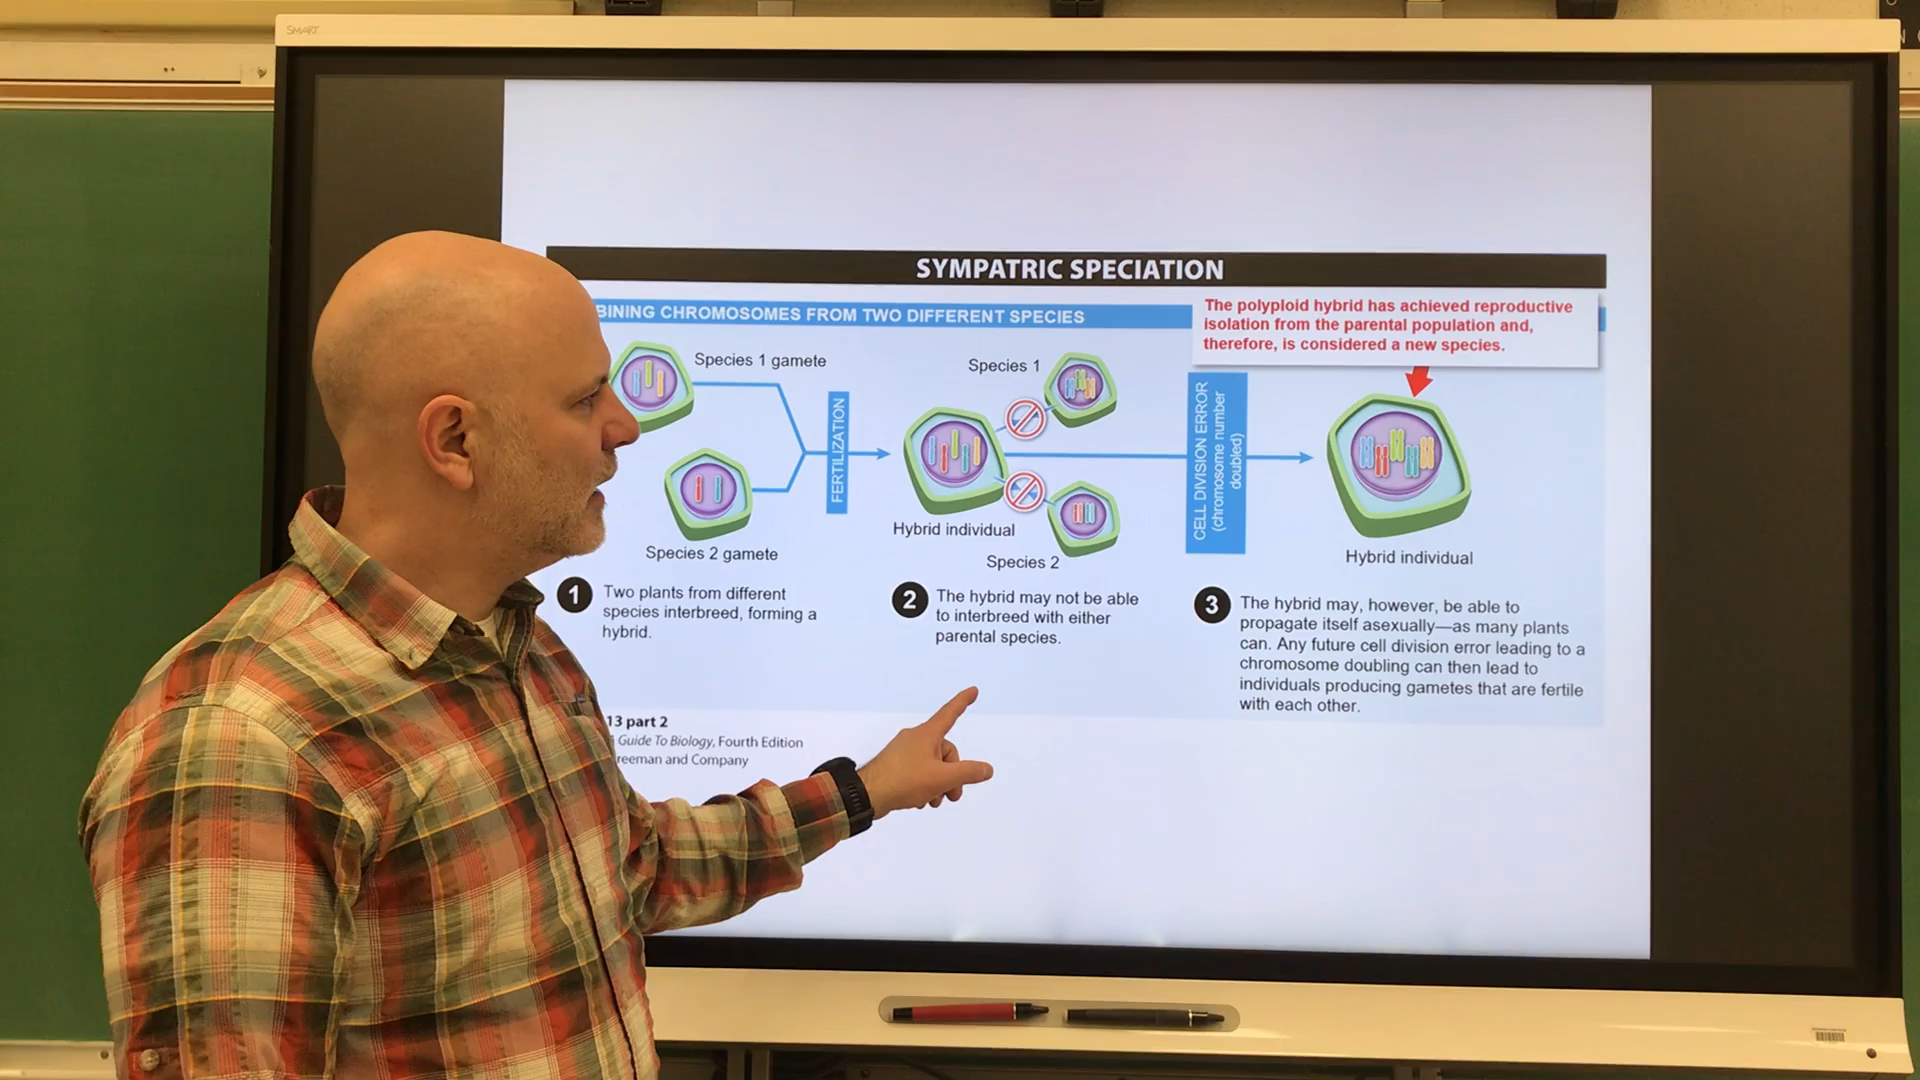 SMART
SYMPATRIC SPECIATION
BINING CHROMOSOMES FROM TWO DIFFERENT SPECIES
The polyploid hybrid has achieved reproductive
isolation from the parental population and,
therefore, is considered a new species.
Species 1 gamete
Species 2 gamete
FERTILIZATION
Species 1
Hybrid individual
Species 2
CELL DIVISION ERROR
(chromosome number
doubled)
Hybrid individual
1
Two plants from different
species interbreed, forming a
hybrid.
2
The hybrid may not be able
to interbreed with either
parental species.
3
The hybrid may, however, be able to
propagate itself asexually—as many plants
can. Any future cell division error leading to a
chromosome doubling can then lead to
individuals producing gametes that are fertile
with each other.
13 part 2
Guide To Biology, Fourth Edition
reeman and Company